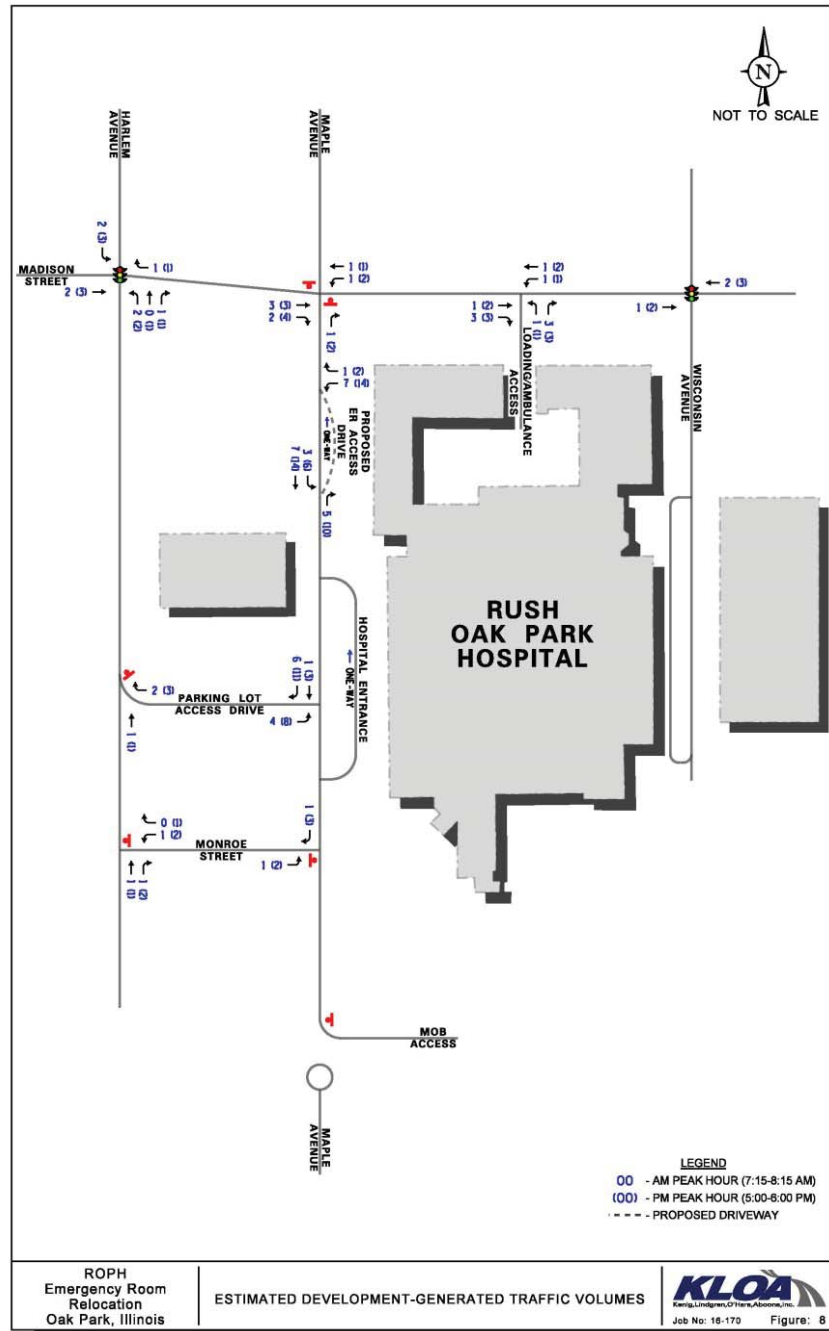 N
NOT TO SCALE
HARLEM
AVENUE
MAPLE
AVENUE
2 (3)
1 (1)
MADISON
STREET
2 (3)
2 (2)
0 (1)
1 (1)
1 (1)
1 (2)
3 (3)
2 (4)
1 (2)
1 (2)
1 (1)
1 (2)
3 (3)
1 (1)
3 (3)
2 (3)
1 (2)
LOADING/AMBULANCE
ACCESS
WISCONSIN
AVENUE
1 (2)
7 (14)
PROPOSED
ER ACCESS
DRIVE
ONE-WAY
3 (6)
7 (14)
5 (10)
RUSH
OAK PARK
HOSPITAL
HOSPITAL ENTRANCE
ONE-WAY
1 (3)
6 (11)
2 (3)
PARKING LOT
ACCESS DRIVE
4 (8)
1 (1)
1 (3)
0 (1)
1 (2)
MONROE
STREET
1 (2)
1 (1)
1 (2)
MOB
ACCESS
MAPLE
AVENUE
LEGEND
00 - AM PEAK HOUR (7:15-8:15 AM)
(00) - PM PEAK HOUR (5:00-6:00 PM)
- PROPOSED DRIVEWAY
ROPH
Emergency Room
Relocation
Oak Park, Illinois
ESTIMATED DEVELOPMENT-GENERATED TRAFFIC VOLUMES
KLOA
Kenig,Lindgren,O'Hara,Aboona,Inc.
Job No: 16-170 Figure: 8